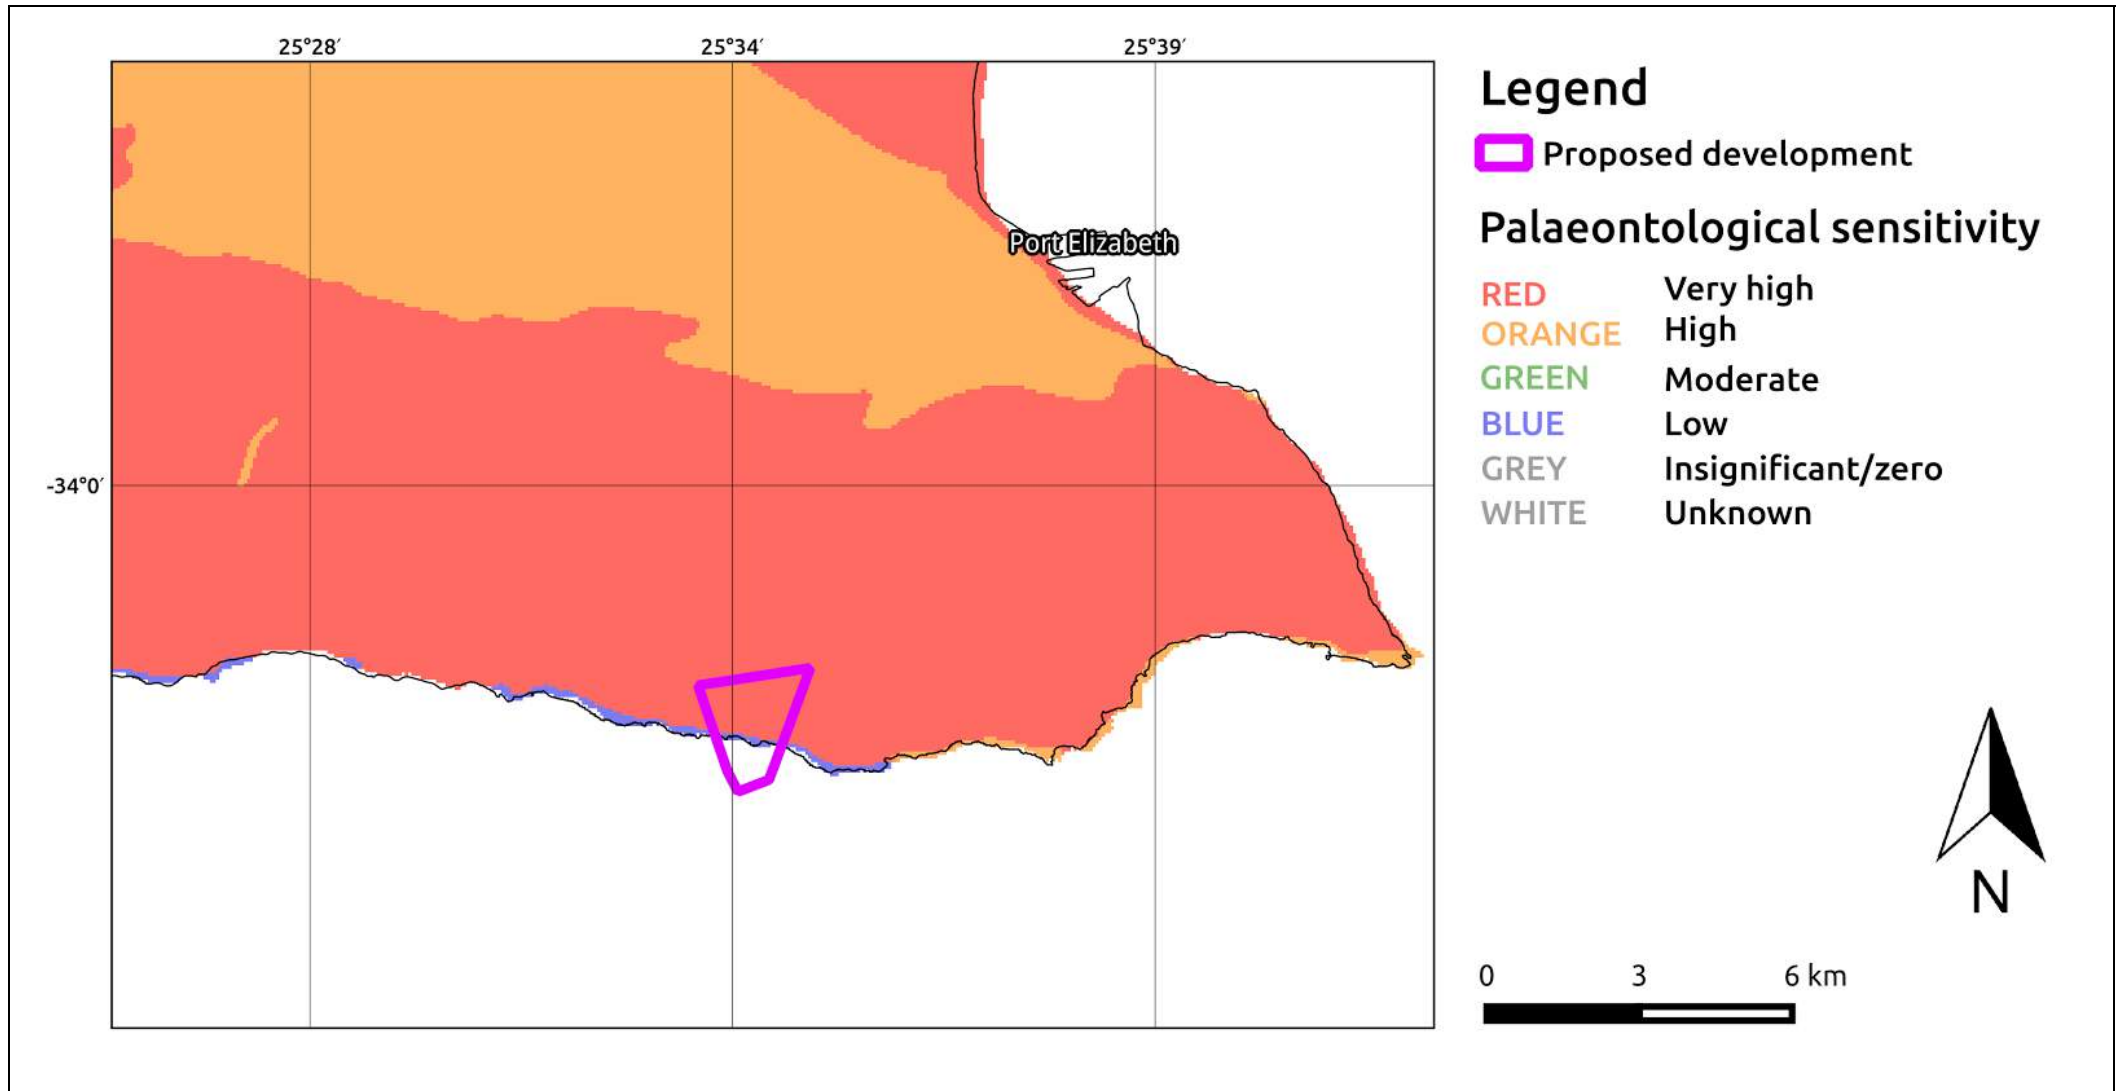 25°28′
25°34′
25°39′
-34°0′
Port Elizabeth
Legend
Proposed development
Palaeontological sensitivity
RED Very high
ORANGE High
GREEN Moderate
BLUE Low
GREY Insignificant/zero
WHITE Unknown
N
0 3 6 km